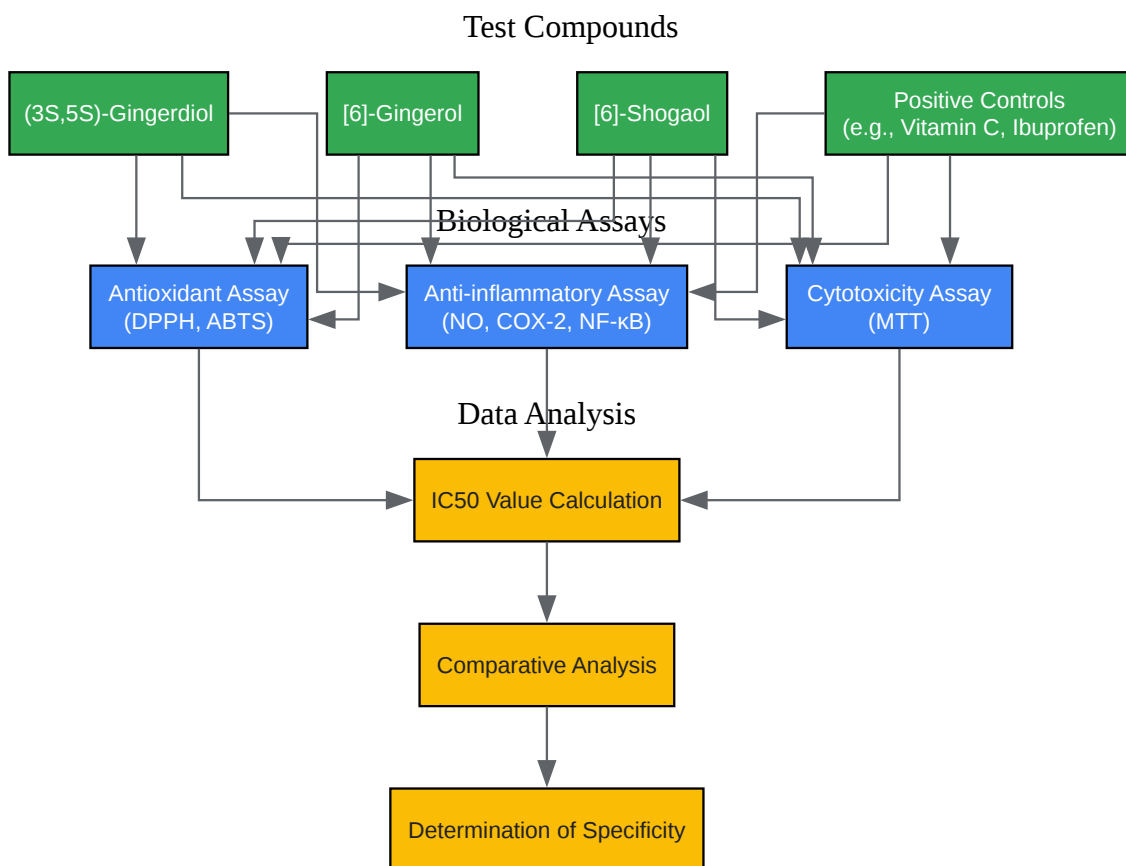 Test Compounds
(3S,5S)-Gingerdiol
[6]-Gingerol
[6]-Shogaol
Positive Controls
(e.g., Vitamin C, Ibuprofen)
Biological Assays
Antioxidant Assay
(DPPH, ABTS)
Anti-inflammatory Assay
(NO, COX-2, NF-κB)
Cytotoxicity Assay
(MTT)
Data Analysis
IC50 Value Calculation
Comparative Analysis
Determination of Specificity